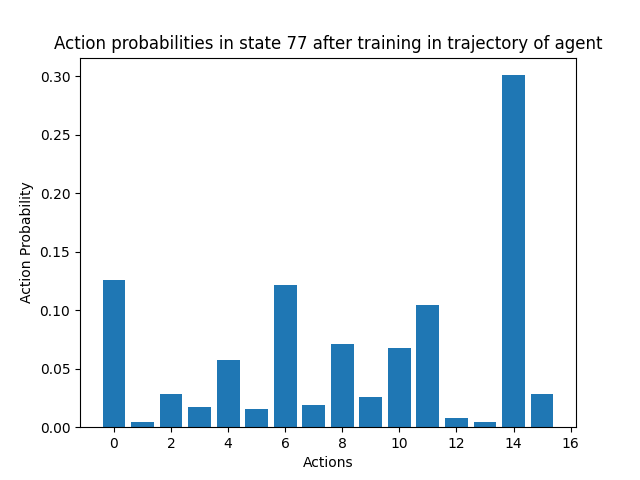 Action probabilities in state 77 after training in trajectory of agent
0.30
0.25
0.20
0.15
0.10
0.05
0.00
Action Probability
0 2 4 6 8 10 12 14 16
Actions